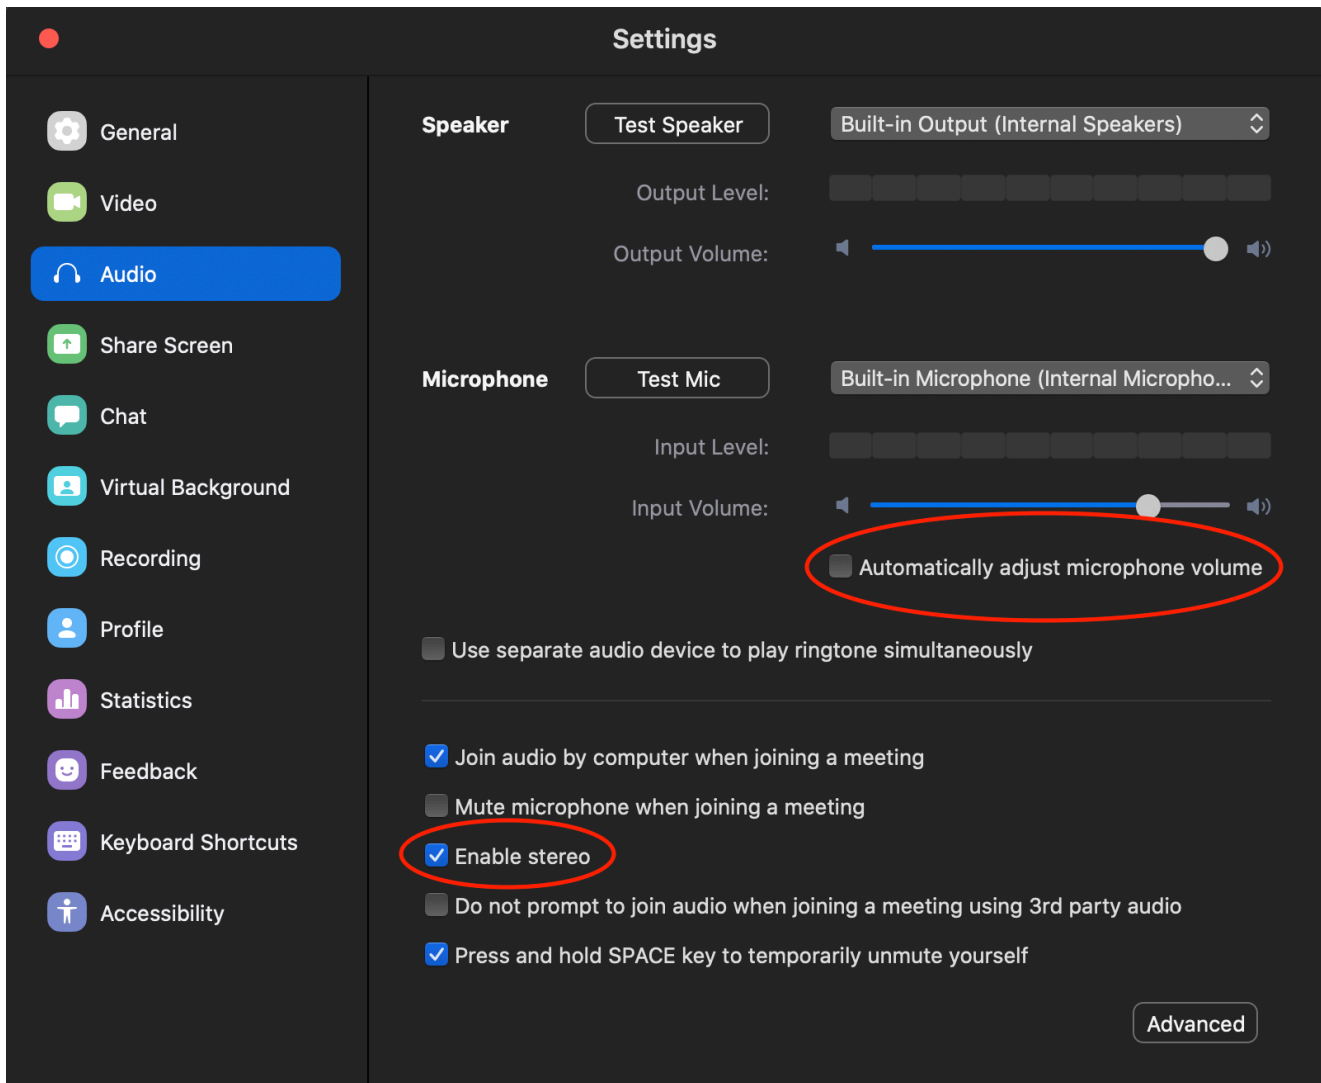 Settings
General
Video
Audio
Share Screen
Chat
Virtual Background
Recording
Profile
Statistics
Feedback
Keyboard Shortcuts
Accessibility
Speaker
Test Speaker
Built-in Output (Internal Speakers)
Output Level:
Output Volume:
Microphone
Test Mic
Built-in Microphone (Internal Micropho...
Input Level:
Input Volume:
Automatically adjust microphone volume
Use separate audio device to play ringtone simultaneously
Join audio by computer when joining a meeting
Mute microphone when joining a meeting
Enable stereo
Do not prompt to join audio when joining a meeting using 3rd party audio
Press and hold SPACE key to temporarily unmute yourself
Advanced